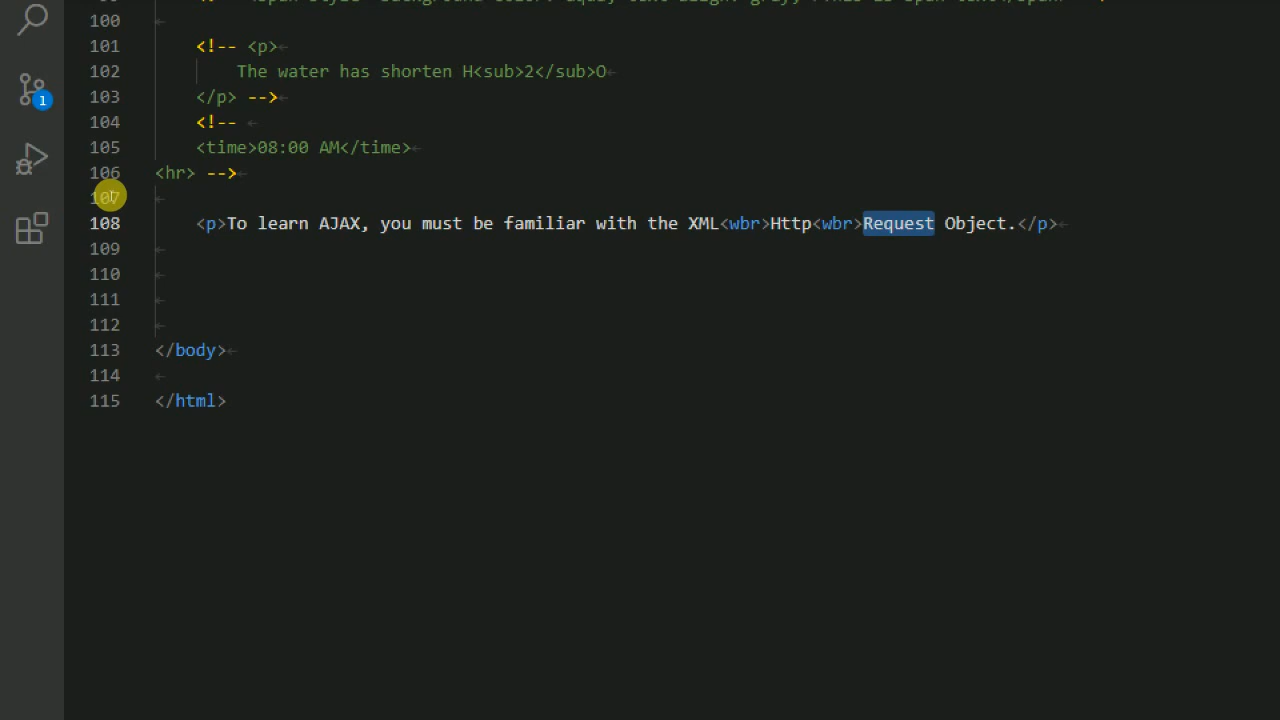 100
101 <!-- <p>
102 The water has shorten H<sub>2</sub>O
103 </p> -->
104 <!--
105 <time>08:00 AM</time>
106 <hr> -->
107
108 <p>To learn AJAX, you must be familiar with the XML<wbr>Http<wbr>Request Object.</p>
109
110
111
112
113 </body>
114
115 </html>
1